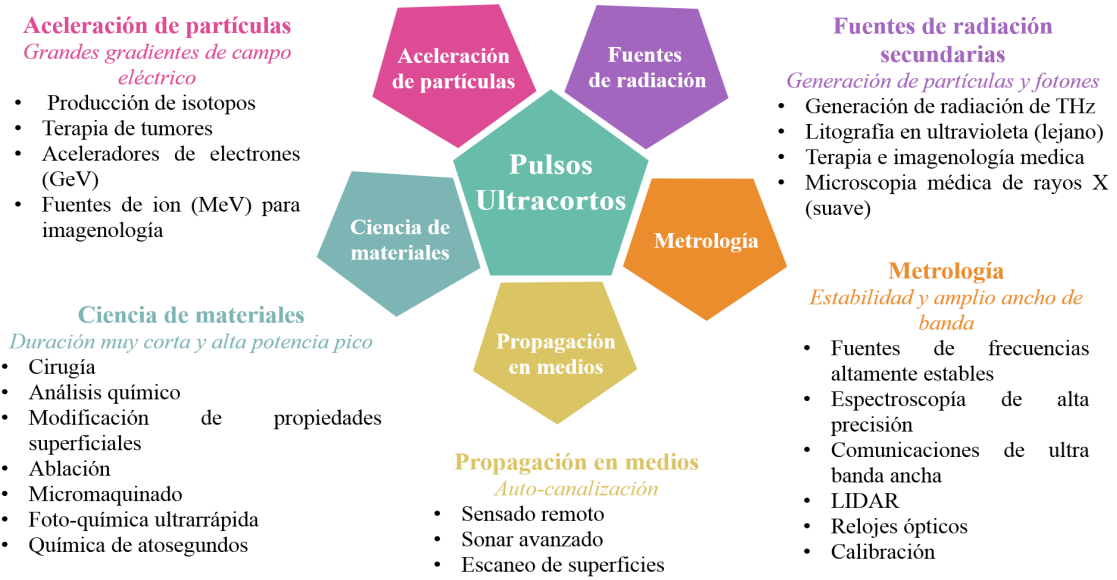 Aceleración de partículas
Grandes gradientes de campo
eléctrico
• Producción de isotopos
• Terapia de tumores
• Aceleradores de electrones
(GeV)
• Fuentes de ion (MeV) para
imagenología
Aceleración
de partículas
Fuentes
de radiación
Pulsos
Ultracortos
Ciencia de
materiales
Metrología
Propagación
en medios
Fuentes de radiación
secundarias
Generación de partículas y fotones
• Generación de radiación de THz
• Litografía en ultravioleta (lejano)
• Terapia e imagenología medica
• Microscopia médica de rayos X
(suave)
Ciencia de materiales
Duración muy corta y alta potencia pico
• Cirugía
• Análisis químico
• Modificación de propiedades
superficiales
• Ablación
• Micromaquinado
• Foto-química ultrarrápida
• Química de atosegundos
Propagación en medios
Auto-canalización
• Sensado remoto
• Sonar avanzado
• Escaneo de superficies
Metrología
Estabilidad y amplio ancho de
banda
• Fuentes de frecuencias
altamente estables
• Espectroscopía de alta
precisión
• Comunicaciones de ultra
banda ancha
• LIDAR
• Relojes ópticos
• Calibración